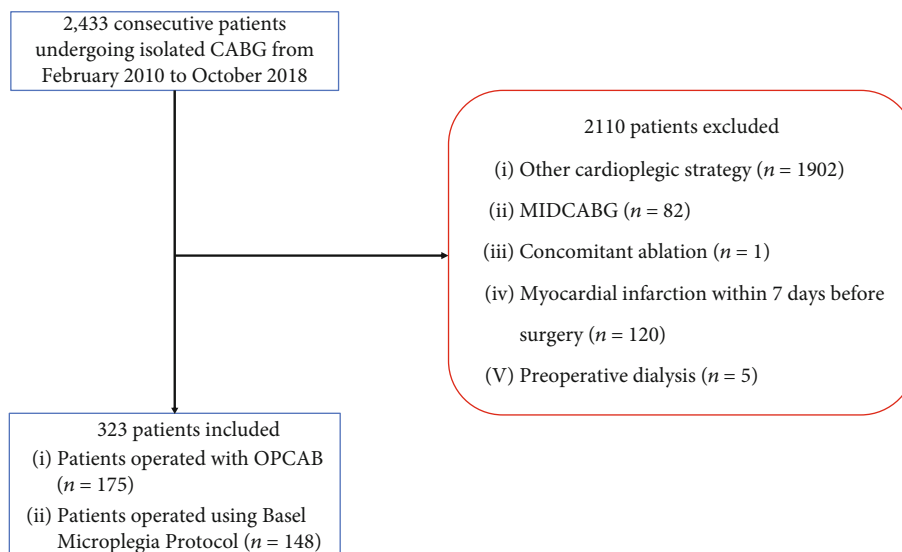 2,433 consecutive patients
undergoing isolated CABG from
February 2010 to October 2018
2110 patients excluded
(i) Other cardioplegic strategy (n = 1902)
(ii) MIDCABG (n = 82)
(iii) Concomitant ablation (n = 1)
(iv) Myocardial infarction within 7 days before
surgery (n = 120)
(V) Preoperative dialysis (n = 5)
323 patients included
(i) Patients operated with OPCAB
(n = 175)
(ii) Patients operated using Basel
Microplegia Protocol (n = 148)